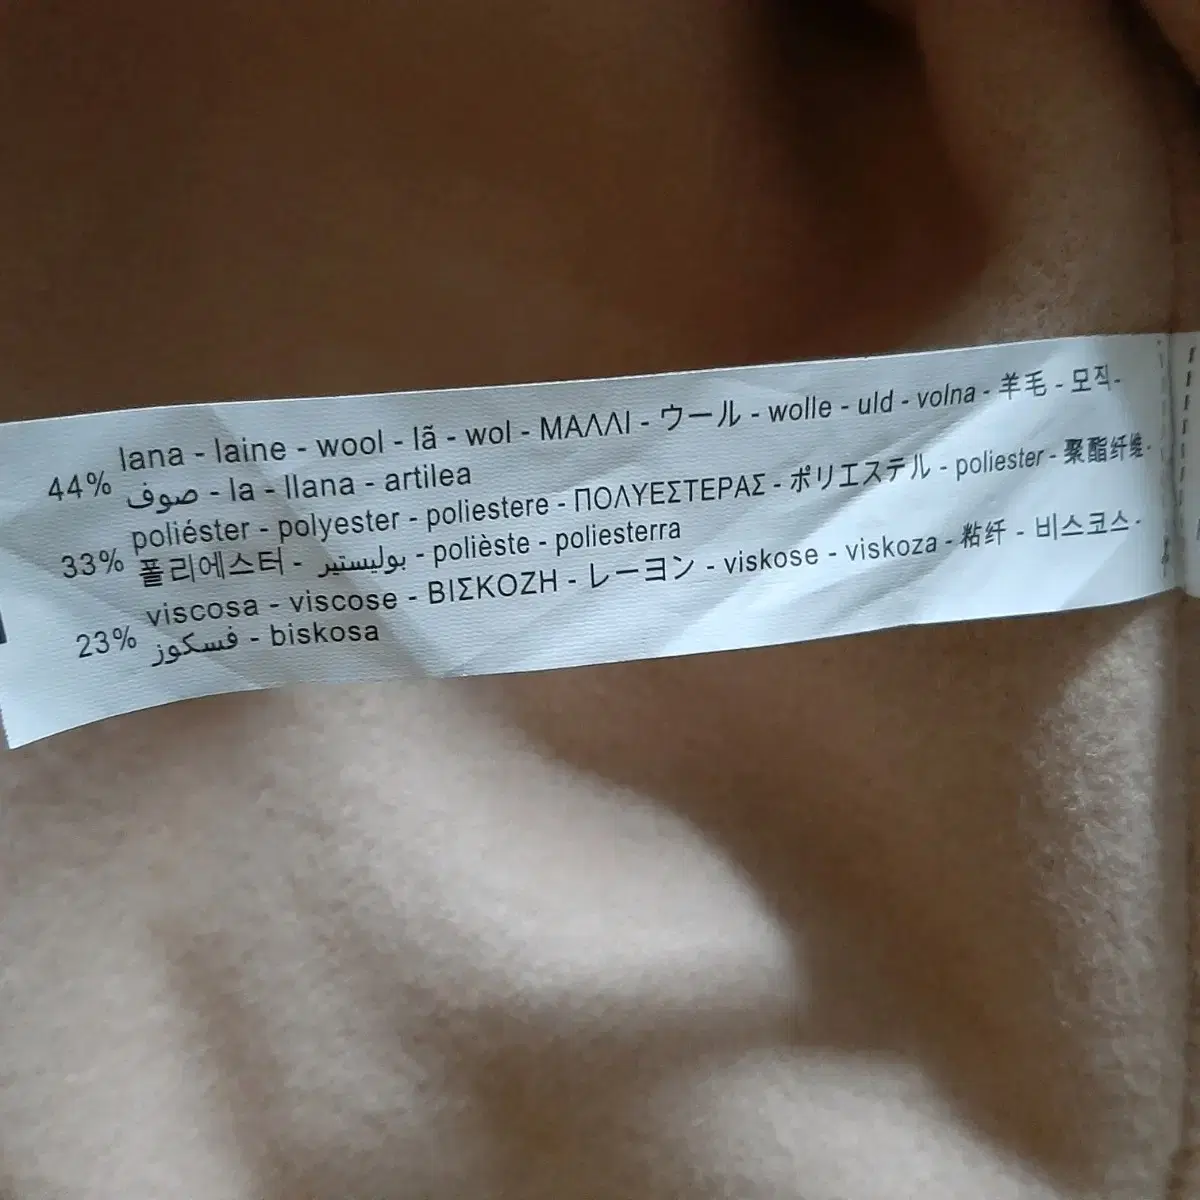 44% lana - laine - wool - lã - wol - ΜΑΛΛΙ - ウール - wolle - uld - volna - 羊毛 - 모직 -
صوف - la - llana - artilea
33% poliéster - polyester - poliestere - ΠΟΛΥΕΣΤΕΡΑΣ - ポリエステル - poliester - 聚酯纤维 -
폴리에스터 - بوليستير - polièste - poliesterra
23% viscosa - viscose - ΒΙΣΚΟΖΗ - レーヨン - viskose - viskoza - 粘纤 - 비스코스 -
فسكوز - biskosa